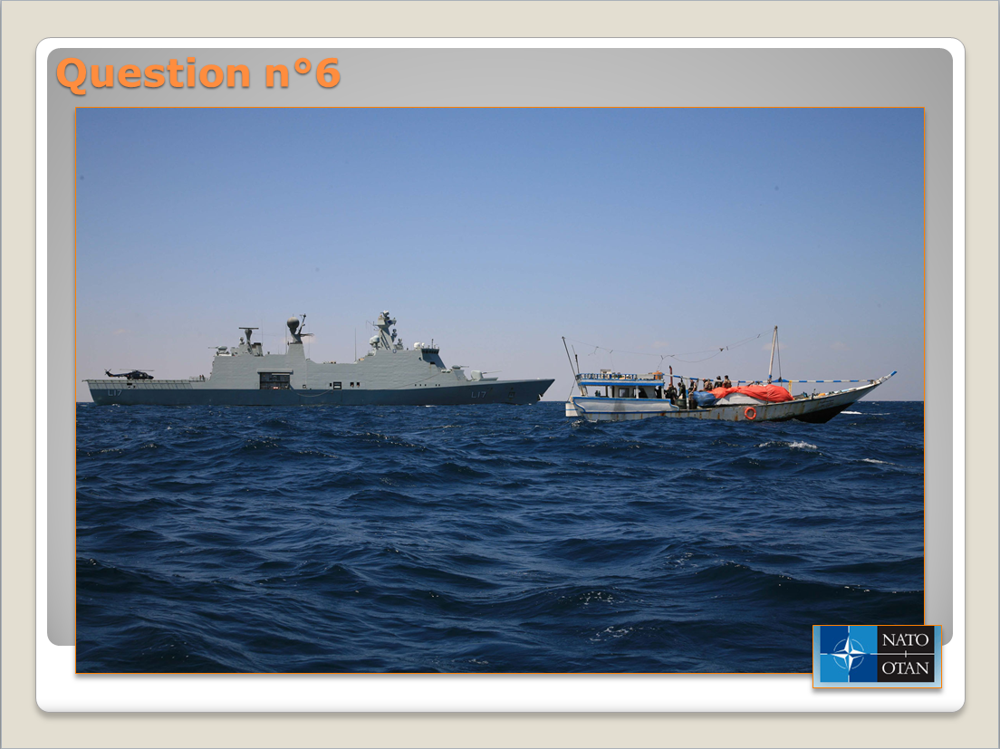 Question n°6
L17
L17
NATO
OTAN